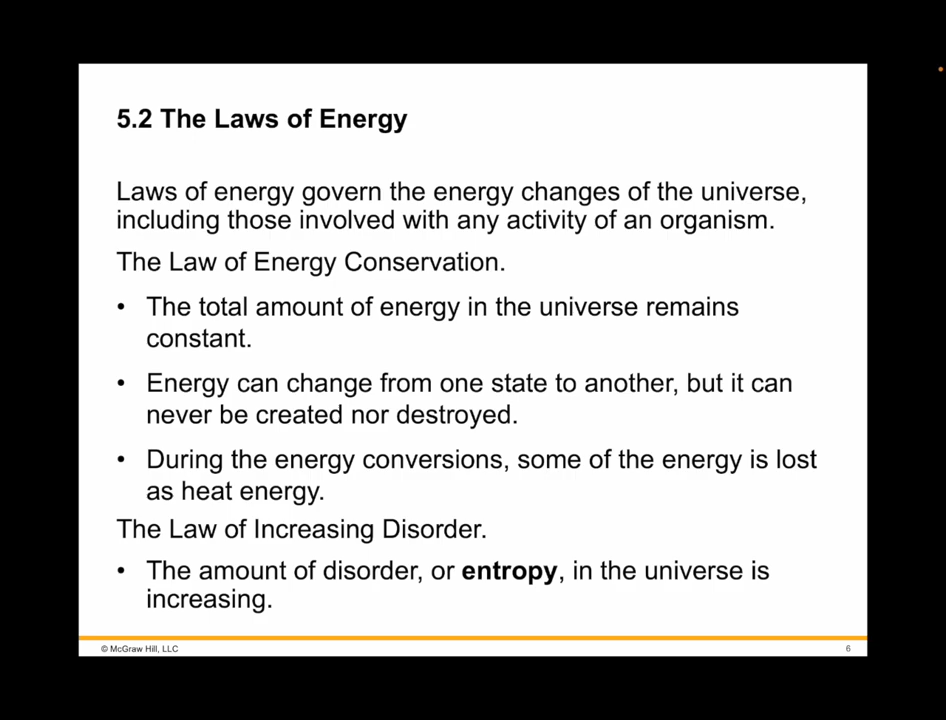 5.2 The Laws of Energy
Laws of energy govern the energy changes of the universe,
including those involved with any activity of an organism.
The Law of Energy Conservation.
• The total amount of energy in the universe remains
constant.
• Energy can change from one state to another, but it can
never be created nor destroyed.
• During the energy conversions, some of the energy is lost
as heat energy.
The Law of Increasing Disorder.
• The amount of disorder, or entropy, in the universe is
increasing.
© McGraw Hill, LLC
6